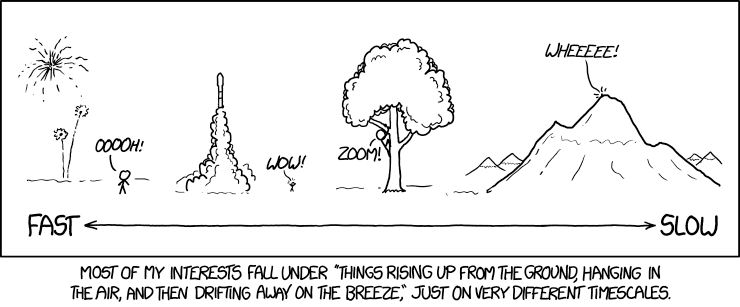 WHEEEEE!
OOOOH!
WOW!
ZOOM!
FAST
SLOW
MOST OF MY INTERESTS FALL UNDER "THINGS RISING UP FROM THE GROUND, HANGING IN
THE AIR, AND THEN DRIFTING AWAY ON THE BREEZE," JUST ON VERY DIFFERENT TIMESCALES.